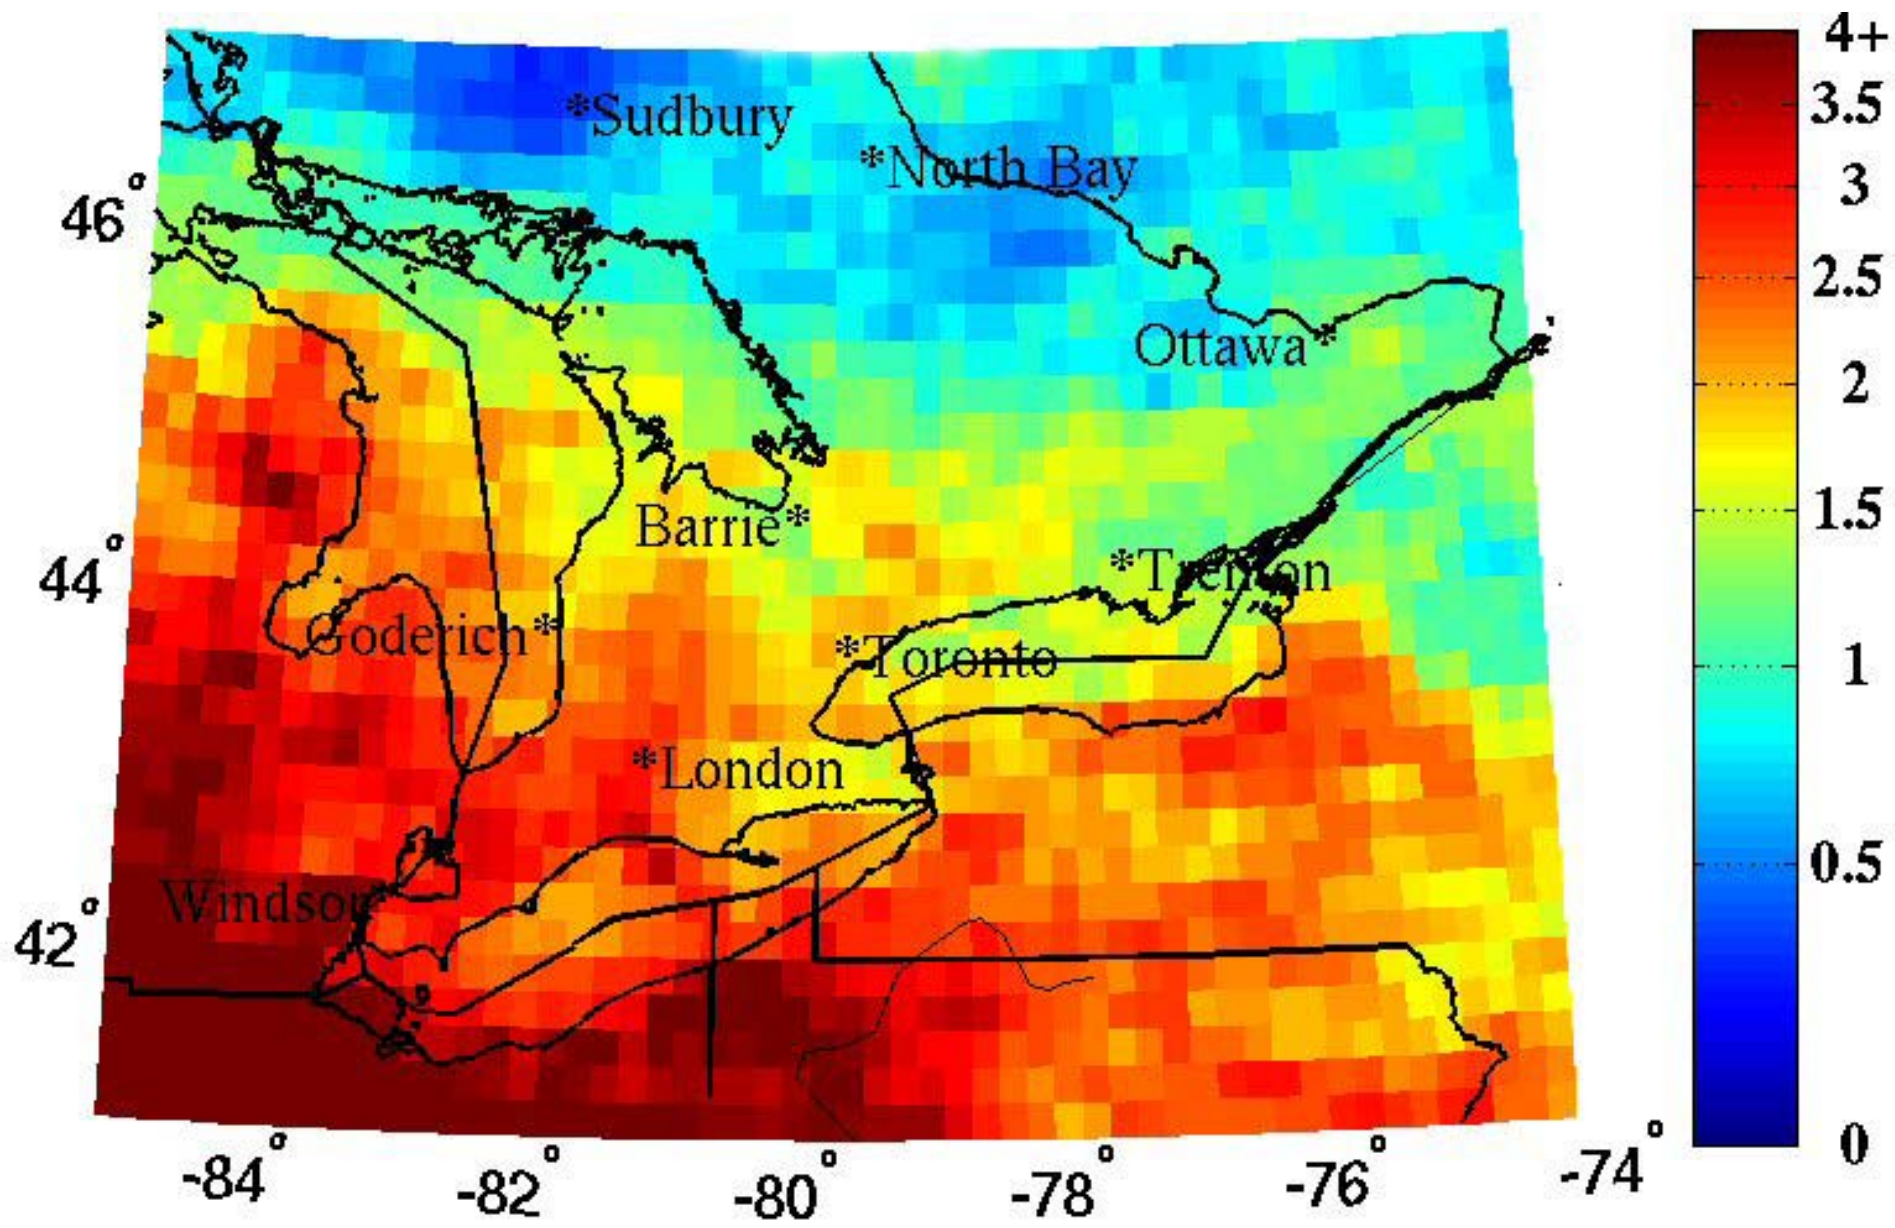 4+
*Sudbury
3.5
*North Bay
3
46°
2.5
Ottawa*
2
Barrie*
1.5
44°
*Trenton
Goderich*
*Toronto
1
*London
0.5
Windsor*
42°
0
-84°
-82°
-80°
-78°
-76°
-74°